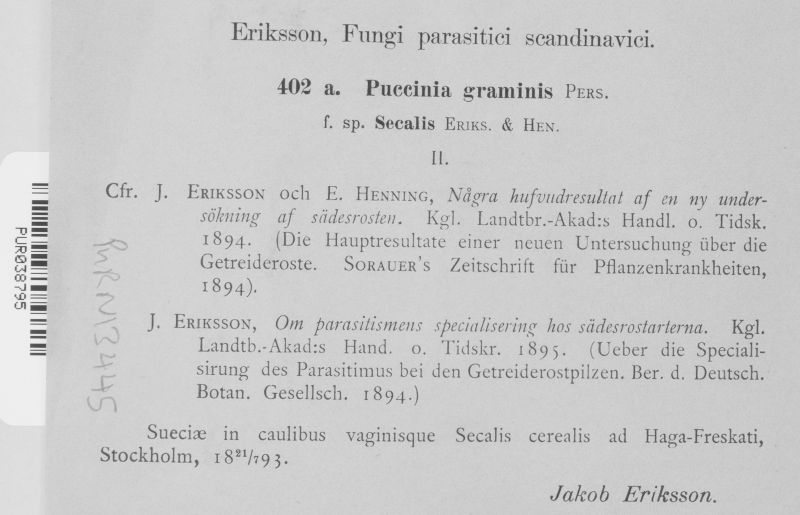 Eriksson, Fungi parasitici scandinavici.
402 a. Puccinia graminis PERS.
f. sp. Secalis ERIKS. & HEN.
II.
Cfr. J. ERIKSSON och E. HENNING, Några hufvudresultat af en ny under-
sökning af sädesrosten. Kgl. Landtbr.-Akad:s Handl. o. Tidsk.
1894. (Die Hauptresultate einer neuen Untersuchung über die
Getreideroste. SORAUER'S Zeitschrift für Pflanzenkrankheiten,
1894).
J. ERIKSSON, Om parasitismens specialisering hos sädesrostarterna. Kgl.
Landtb.-Akad:s Hand. o. Tidskr. 1895. (Ueber die Speciali-
sirung des Parasitimus bei den Getreiderostpilzen. Ber. d. Deutsch.
Botan. Gesellsch. 1894.)
Sueciæ in caulibus vaginisque Secalis cerealis ad Haga-Freskati,
Stockholm, 18²¹/₇93.
Jakob Eriksson.
PUR038795
PURN13445